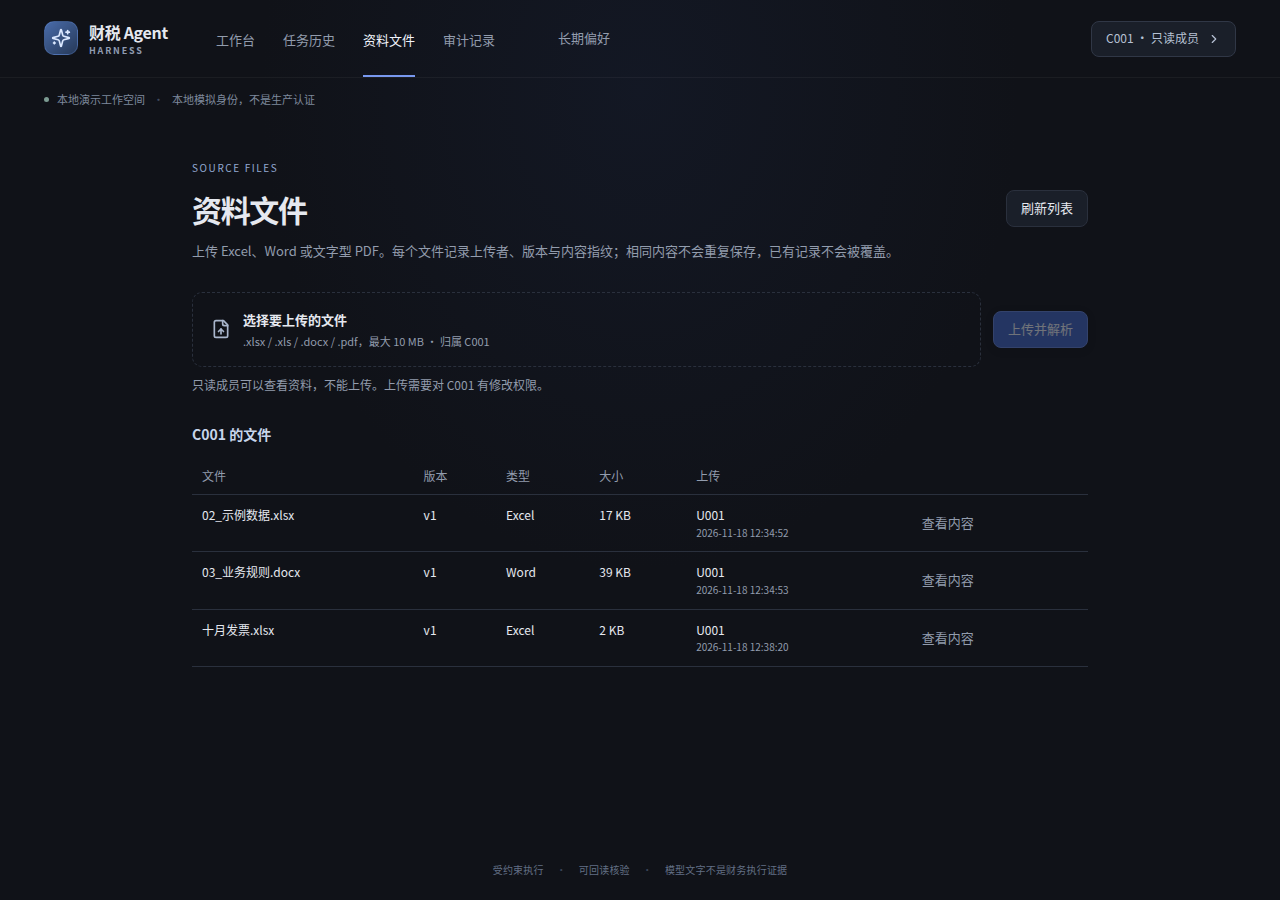 财税 Agent
HARNESS
工作台
任务历史
资料文件
审计记录
长期偏好
C001 · 只读成员
本地演示工作空间 · 本地模拟身份，不是生产认证
SOURCE FILES
资料文件
刷新列表
上传 Excel、Word 或文字型 PDF。每个文件记录上传者、版本与内容指纹；相同内容不会重复保存，已有记录不会被覆盖。
选择要上传的文件
.xlsx / .xls / .docx / .pdf，最大 10 MB · 归属 C001
上传并解析
只读成员可以查看资料，不能上传。上传需要对 C001 有修改权限。
C001 的文件
文件 版本 类型 大小 上传
02_示例数据.xlsx v1 Excel 17 KB U001
2026-11-18 12:34:52
查看内容
03_业务规则.docx v1 Word 39 KB U001
2026-11-18 12:34:53
查看内容
十月发票.xlsx v1 Excel 2 KB U001
2026-11-18 12:38:20
查看内容
受约束执行 · 可回读核验 · 模型文字不是财务执行证据